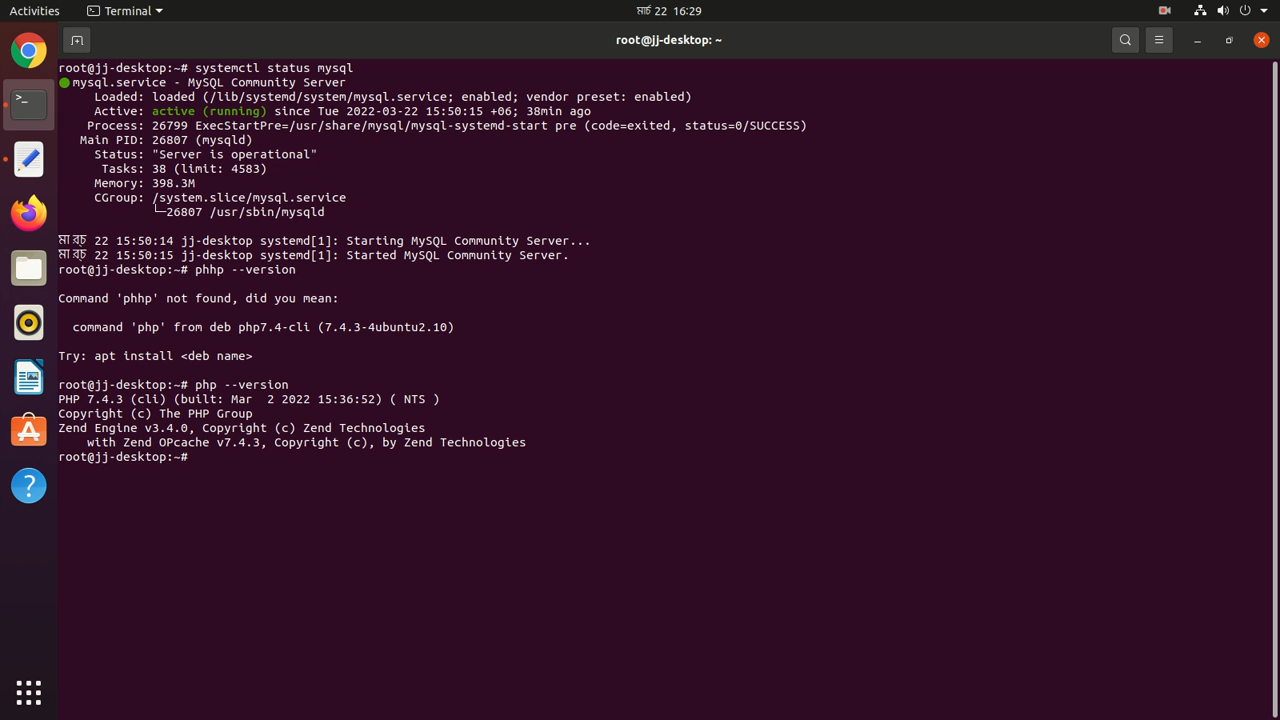 Activities
Terminal
মার্চ 22 16:29
root@jj-desktop: ~
root@jj-desktop:~# systemctl status mysql
mysql.service - MySQL Community Server
Loaded: loaded (/lib/systemd/system/mysql.service; enabled; vendor preset: enabled)
Active: active (running) since Tue 2022-03-22 15:50:15 +06; 38min ago
Process: 26799 ExecStartPre=/usr/share/mysql/mysql-systemd-start pre (code=exited, status=0/SUCCESS)
Main PID: 26807 (mysqld)
Status: "Server is operational"
Tasks: 38 (limit: 4583)
Memory: 398.3M
CGroup: /system.slice/mysql.service
└─26807 /usr/sbin/mysqld
22 15:50:14 jj-desktop systemd[1]: Starting MySQL Community Server...
22 15:50:15 jj-desktop systemd[1]: Started MySQL Community Server.
root@jj-desktop:~# phhp --version
Command 'phhp' not found, did you mean:
command 'php' from deb php7.4-cli (7.4.3-4ubuntu2.10)
Try: apt install <deb name>
root@jj-desktop:~# php --version
PHP 7.4.3 (cli) (built: Mar  2 2022 15:36:52) ( NTS )
Copyright (c) The PHP Group
Zend Engine v3.4.0, Copyright (c) Zend Technologies
with Zend OPcache v7.4.3, Copyright (c), by Zend Technologies
root@jj-desktop:~#